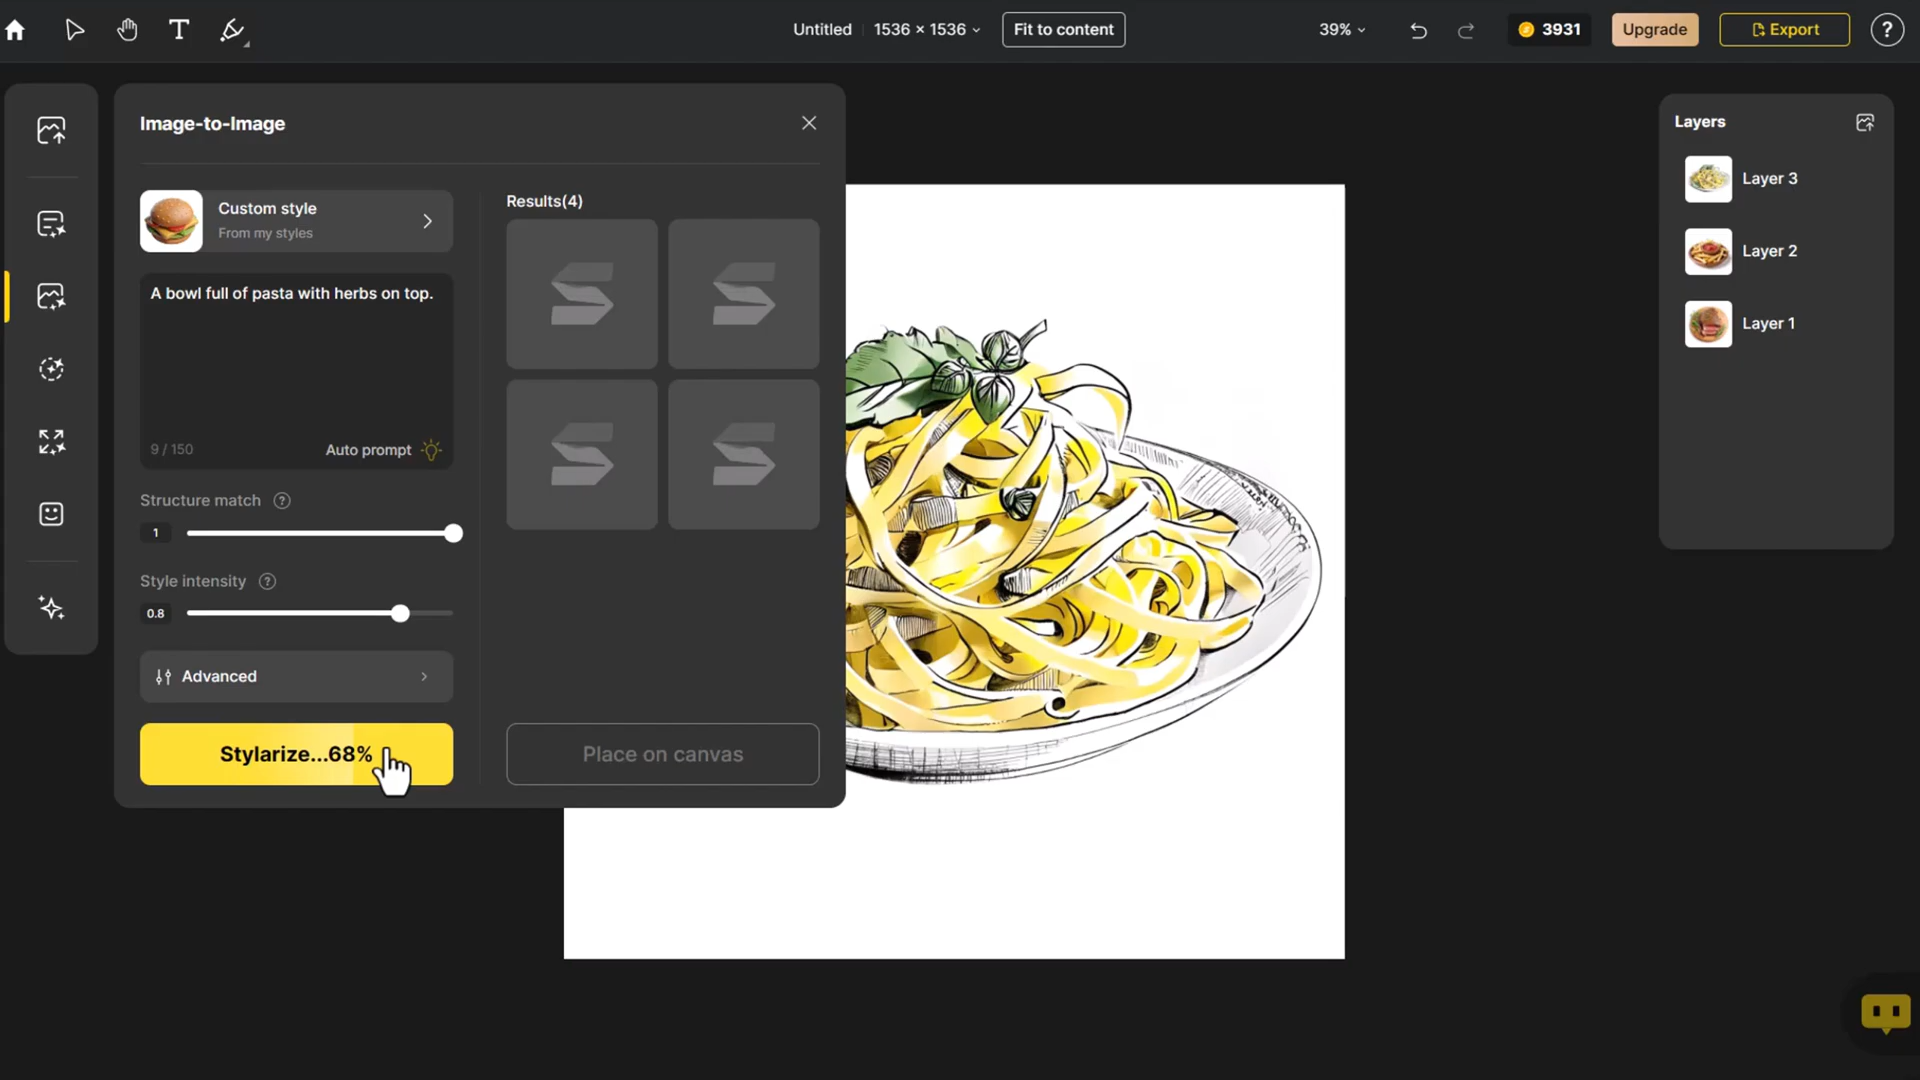 Untitled
1536 × 1536
Fit to content
39%
3931
Upgrade
Export
?
Image-to-Image
Custom style
From my styles
A bowl full of pasta with herbs on top.
9 / 150
Auto prompt
Structure match ?
1
Style intensity ?
0.8
Advanced
Stylarize...68%
Results(4)
Place on canvas
Layers
Layer 3
Layer 2
Layer 1